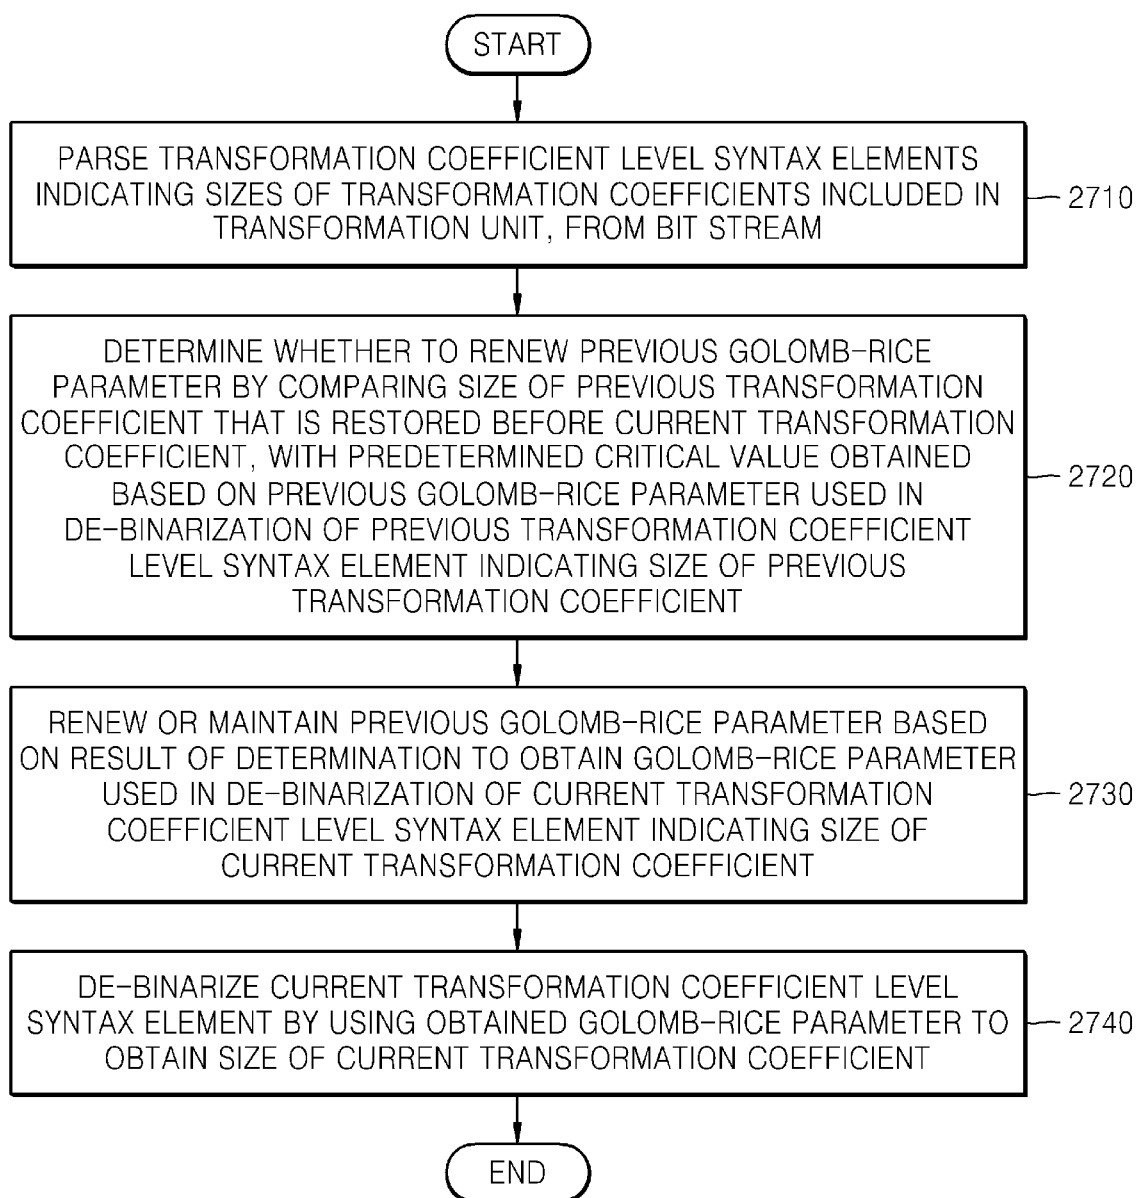 START
PARSE TRANSFORMATION COEFFICIENT LEVEL SYNTAX ELEMENTS
INDICATING SIZES OF TRANSFORMATION COEFFICIENTS INCLUDED IN
TRANSFORMATION UNIT, FROM BIT STREAM
2710
DETERMINE WHETHER TO RENEW PREVIOUS GOLOMB-RICE
PARAMETER BY COMPARING SIZE OF PREVIOUS TRANSFORMATION
COEFFICIENT THAT IS RESTORED BEFORE CURRENT TRANSFORMATION
COEFFICIENT, WITH PREDETERMINED CRITICAL VALUE OBTAINED
BASED ON PREVIOUS GOLOMB-RICE PARAMETER USED IN
DE-BINARIZATION OF PREVIOUS TRANSFORMATION COEFFICIENT
LEVEL SYNTAX ELEMENT INDICATING SIZE OF PREVIOUS
TRANSFORMATION COEFFICIENT
2720
RENEW OR MAINTAIN PREVIOUS GOLOMB-RICE PARAMETER BASED
ON RESULT OF DETERMINATION TO OBTAIN GOLOMB-RICE PARAMETER
USED IN DE-BINARIZATION OF CURRENT TRANSFORMATION
COEFFICIENT LEVEL SYNTAX ELEMENT INDICATING SIZE OF
CURRENT TRANSFORMATION COEFFICIENT
2730
DE-BINARIZE CURRENT TRANSFORMATION COEFFICIENT LEVEL
SYNTAX ELEMENT BY USING OBTAINED GOLOMB-RICE PARAMETER TO
OBTAIN SIZE OF CURRENT TRANSFORMATION COEFFICIENT
2740
END